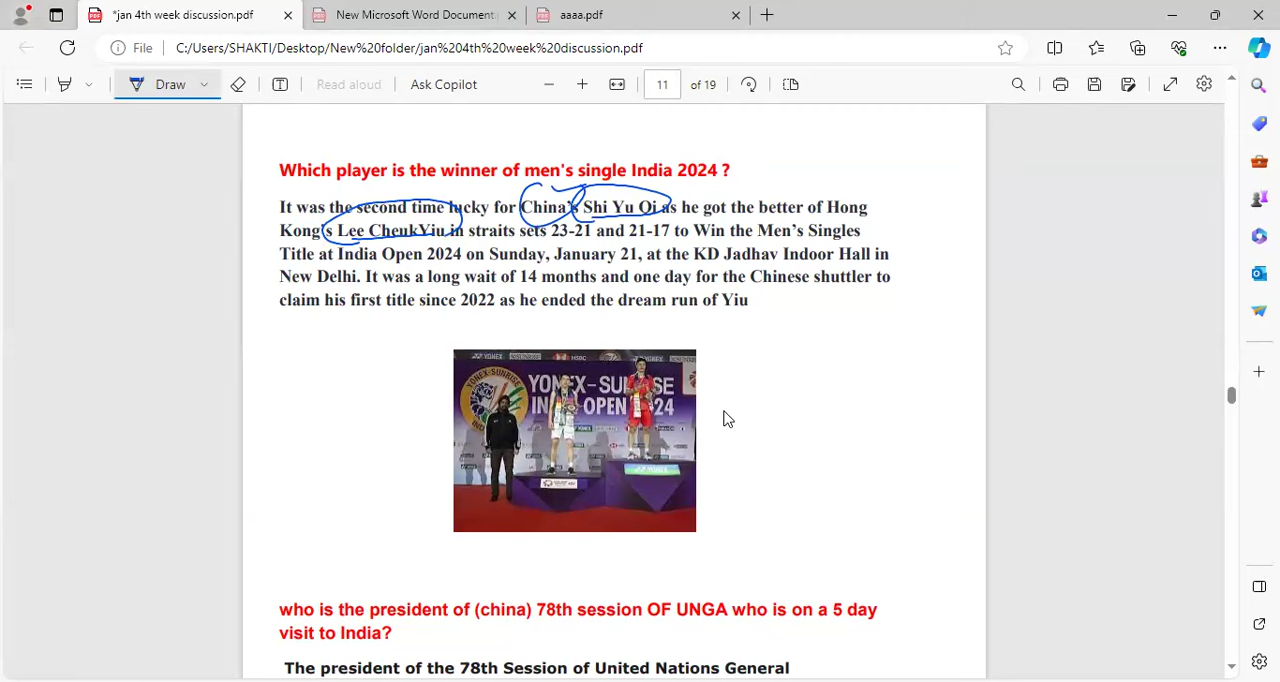 *jan 4th week discussion.pdf
New Microsoft Word Document
aaaa.pdf
File
C:/Users/SHAKTI/Desktop/New%20folder/jan%204th%20week%20discussion.pdf
Draw
Read aloud
Ask Copilot
11 of 19
Which player is the winner of men's single India 2024 ?
It was the second time lucky for China's Shi Yu Qi as he got the better of Hong
Kong's Lee CheukYiu in straits sets 23-21 and 21-17 to Win the Men's Singles
Title at India Open 2024 on Sunday, January 21, at the KD Jadhav Indoor Hall in
New Delhi. It was a long wait of 14 months and one day for the Chinese shuttler to
claim his first title since 2022 as he ended the dream run of Yiu
YONEX-SUNRISE
2024
who is the president of (china) 78th session OF UNGA who is on a 5 day
visit to India?
The president of the 78th Session of United Nations General